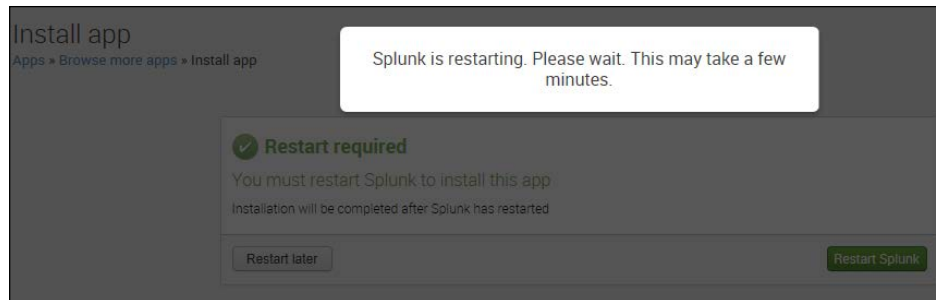 Install app
Apps » Browse more apps » Install app
Splunk is restarting. Please wait. This may take a few
minutes.
Restart required
You must restart Splunk to install this app
Installation will be completed after Splunk has restarted
Restart later
Restart Splunk